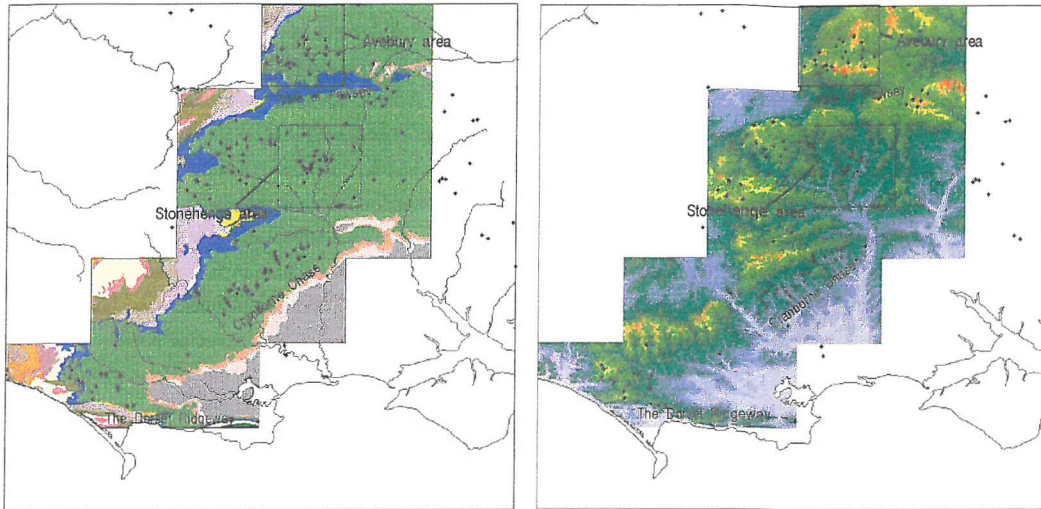 Avebury area
Stonehenge area
Cranborne Chase
The Dorset Ridgeway
Avebury area
Stonehenge area
Cranborne Chase
The Dorset Ridgeway